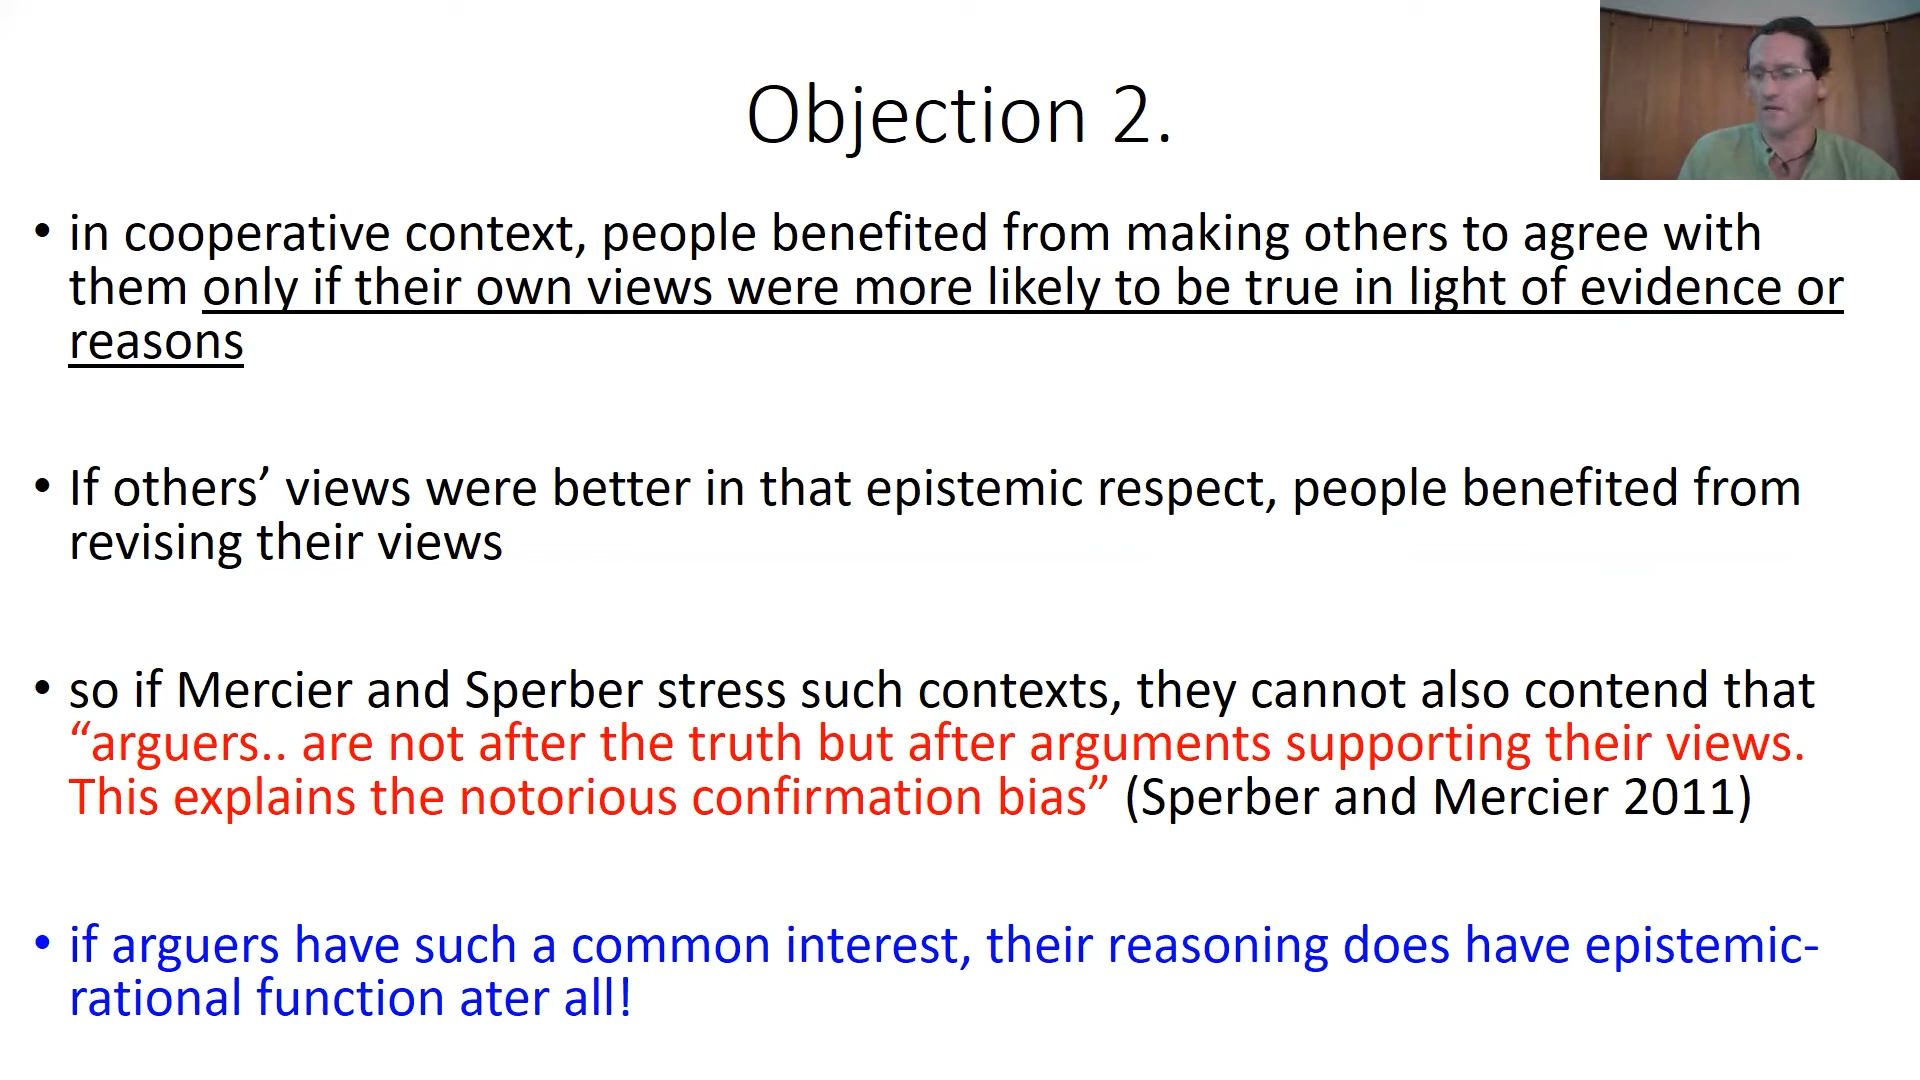 Objection 2.
• in cooperative context, people benefited from making others to agree with
them only if their own views were more likely to be true in light of evidence or
reasons
• If others’ views were better in that epistemic respect, people benefited from
revising their views
• so if Mercier and Sperber stress such contexts, they cannot also contend that
“arguers.. are not after the truth but after arguments supporting their views.
This explains the notorious confirmation bias” (Sperber and Mercier 2011)
• if arguers have such a common interest, their reasoning does have epistemic-
rational function ater all!